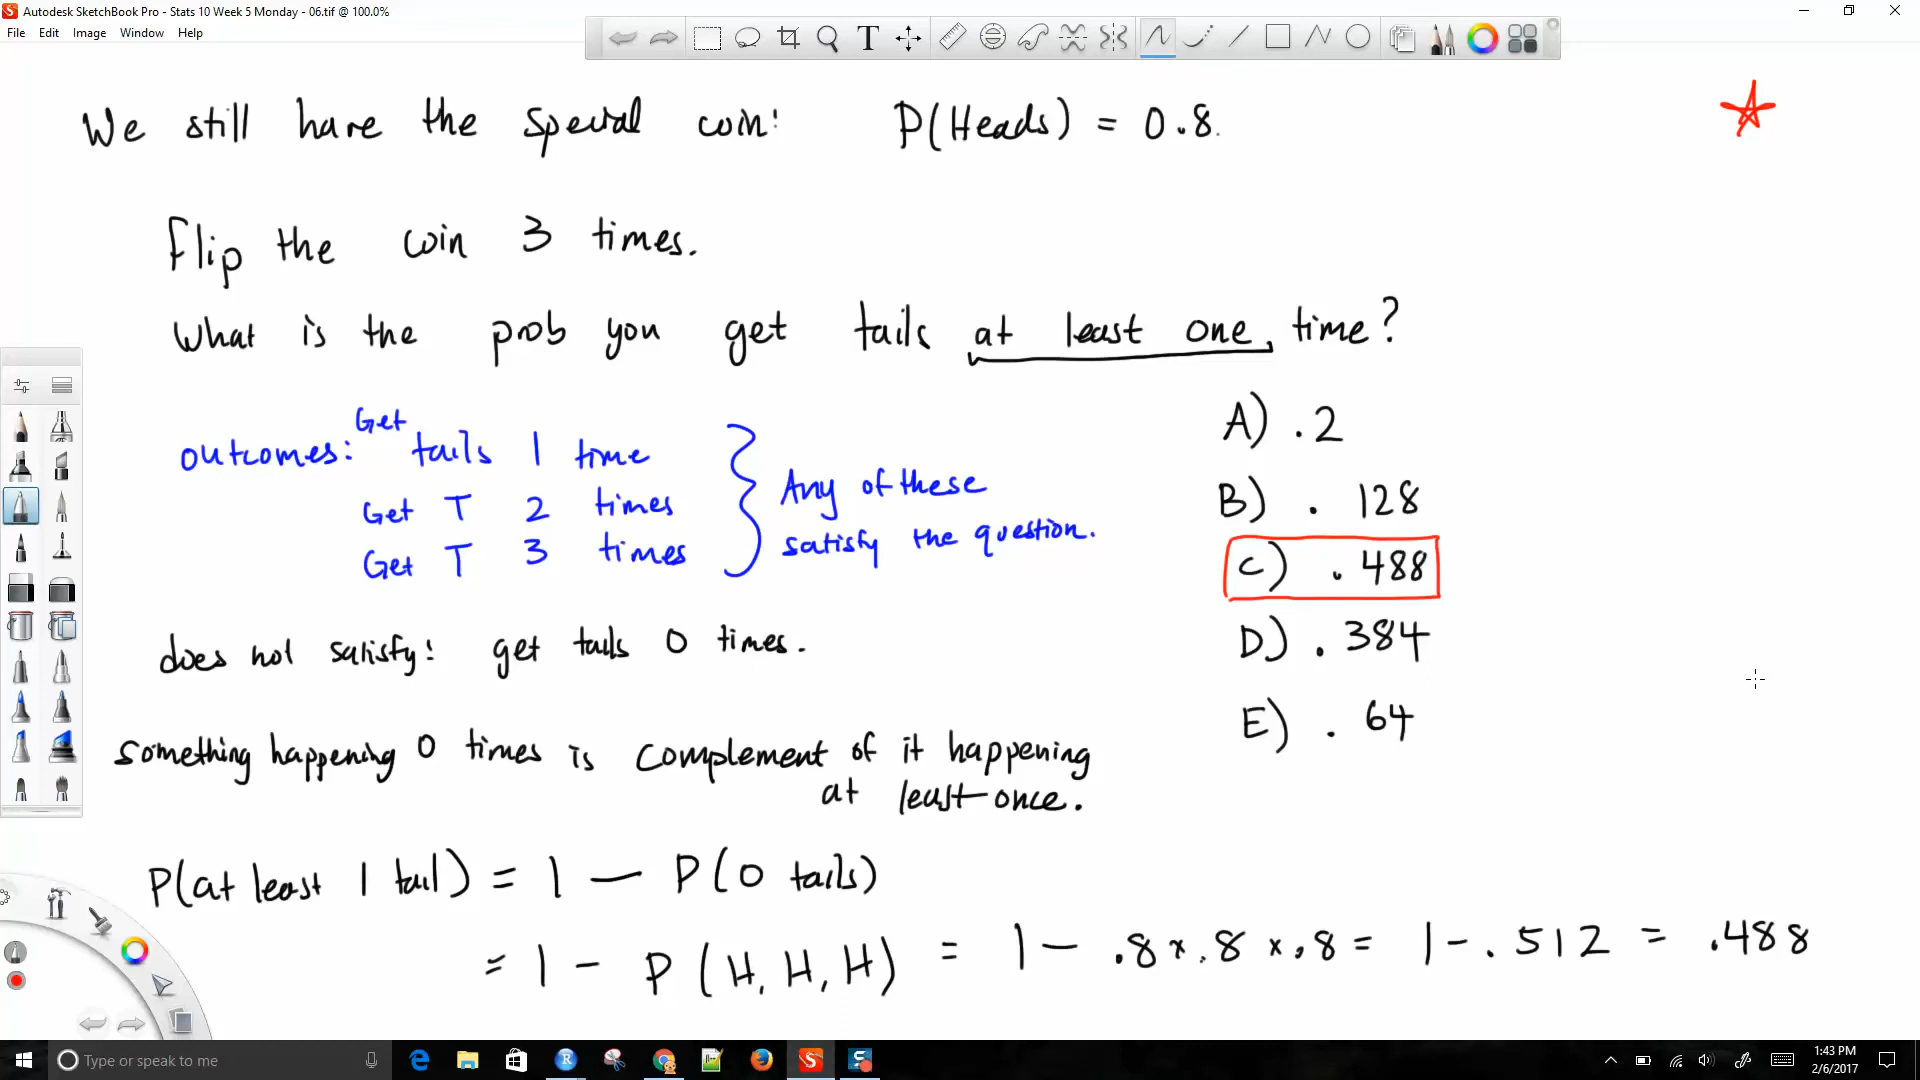 Autodesk SketchBook Pro - Stats 10 Week 5 Monday - 06.tif @ 100.0%
File Edit Image Window Help
T
We still have the special coin: P(Heads) = 0.8.
Flip the coin 3 times.
What is the prob you get tails at least one time?
outcomes: Get tails 1 time
Get T 2 times
Get T 3 times
Any of these
satisfy the question.
A) .2
B) . 128
C) . 488
D) . 384
E) . 64
does not satisfy: get tails 0 times.
Something happening 0 times is complement of it happening
at least once.
P(at least 1 tail) = 1 — P(0 tails)
= 1 - P(H, H, H) = 1 - .8 x .8 x .8 = 1 - .512 = .488
Type or speak to me
1:43 PM
2/6/2017